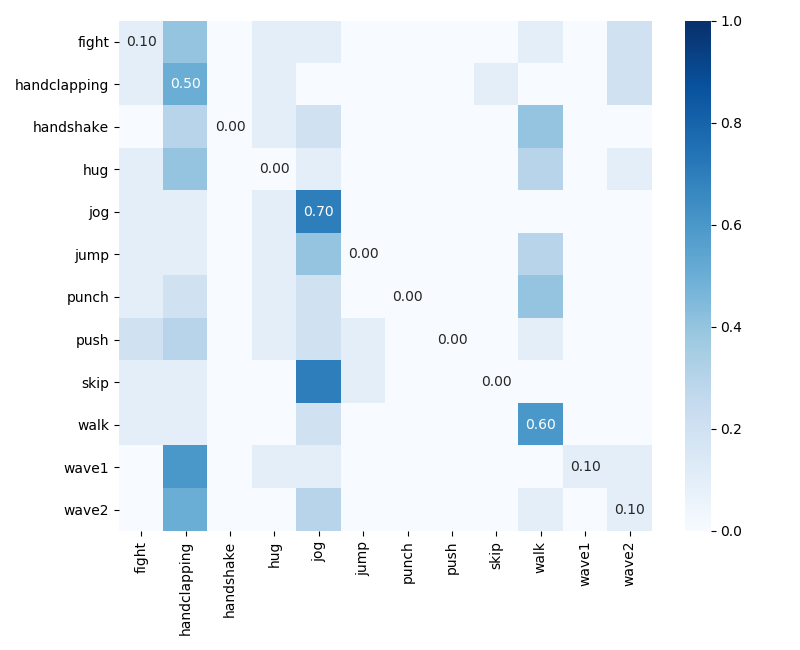 fight 0.10
handclapping 0.50
handshake 0.00
hug 0.00
jog 0.70
jump 0.00
punch 0.00
push 0.00
skip 0.00
walk 0.60
wave1 0.10
wave2 0.10
fight handclapping handshake hug jog jump punch push skip walk wave1 wave2
1.0
0.8
0.6
0.4
0.2
0.0